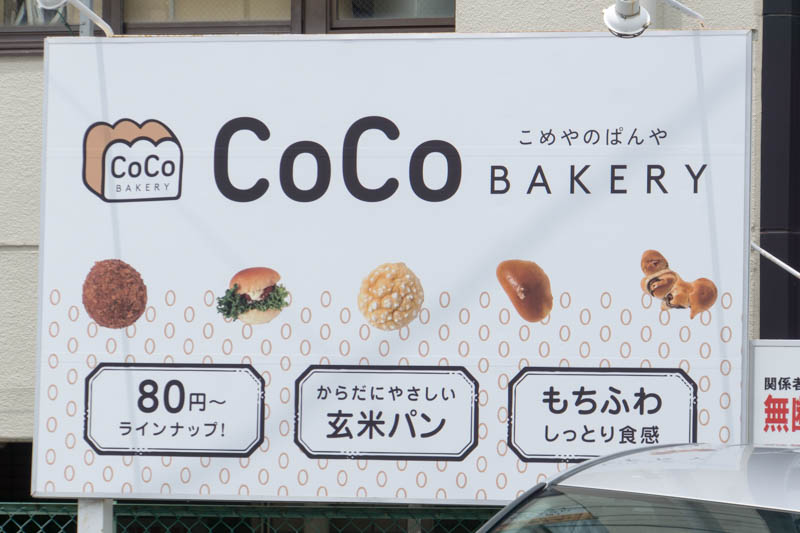 CoCo
BAKERY
CoCo
こめやのぱんや
BAKERY
80円～
ラインナップ!
からだにやさしい
玄米パン
もちふわ
しっとり食感
関係者
無断